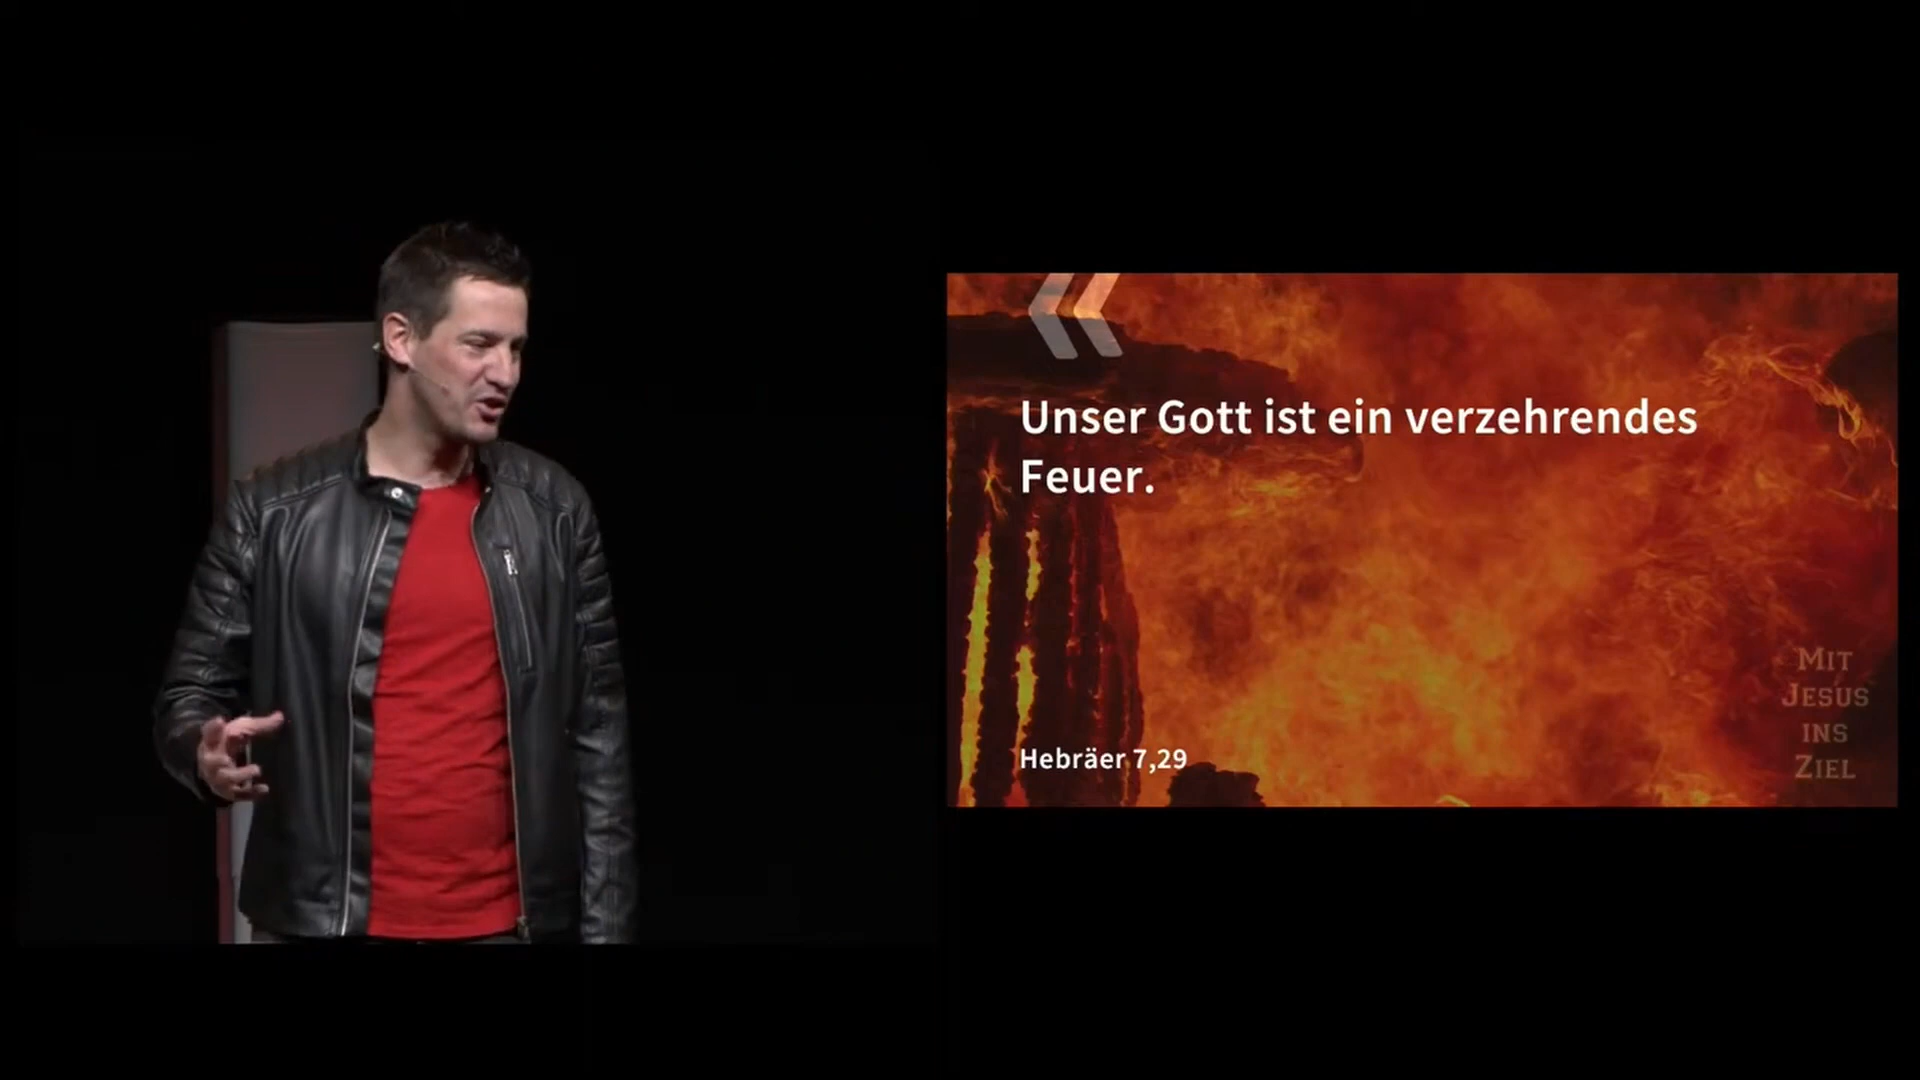 Unser Gott ist ein verzehrendes
Feuer.
Hebräer 7,29
MIT
JESUS
INS
ZIEL